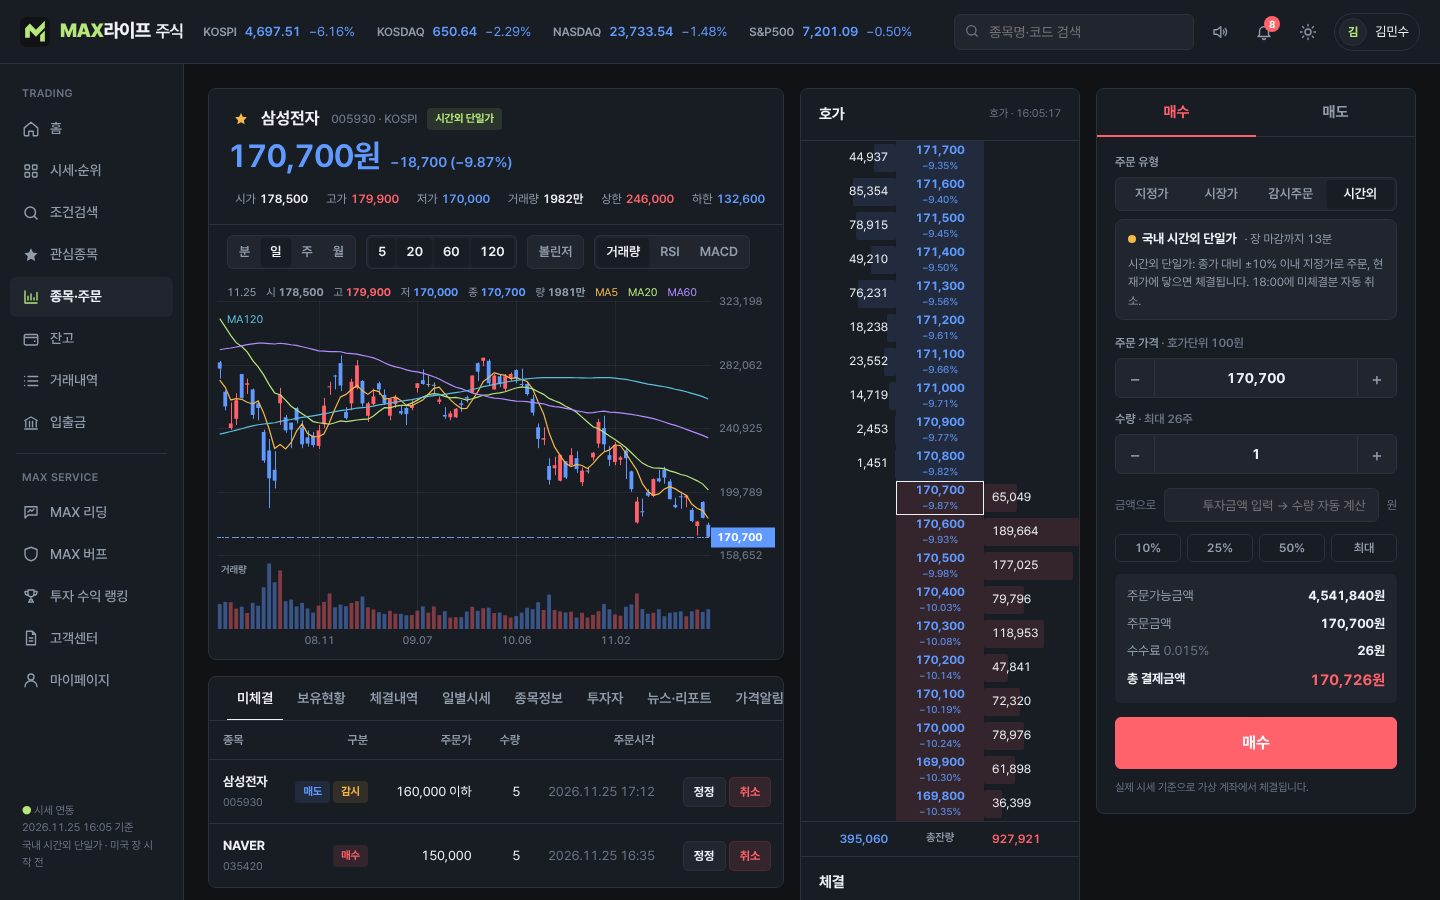 MAX라이프 주식
KOSPI 4,697.51 −6.16% KOSDAQ 650.64 −2.29% NASDAQ 23,733.54 −1.48% S&P500 7,201.09 −0.50%
종목명·코드 검색
8
김 김민수
TRADING
홈
시세·순위
조건검색
관심종목
종목·주문
잔고
거래내역
입출금
MAX SERVICE
MAX 리딩
MAX 버프
투자 수익 랭킹
고객센터
마이페이지
시세 연동
2026.11.25 16:05 기준
국내 시간외 단일가 · 미국 장 시
작 전
삼성전자 005930 · KOSPI 시간외 단일가
170,700원 −18,700 (−9.87%)
시가 178,500 고가 179,900 저가 170,000 거래량 1982만 상한 246,000 하한 132,600
분 일 주 월 5 20 60 120 볼린저 거래량 RSI MACD
11.25 시 178,500 고 179,900 저 170,000 종 170,700 량 1981만 MA5 MA20 MA60
MA120
323,198
282,062
240,925
199,789
170,700
158,652
거래량
08.11 09.07 10.06 11.02
미체결 보유현황 체결내역 일별시세 종목정보 투자자 뉴스·리포트 가격알림
종목 구분 주문가 수량 주문시각
삼성전자
005930
매도 감시 160,000 이하 5 2026.11.25 17:12 정정 취소
NAVER
035420
매수 150,000 5 2026.11.25 16:35 정정 취소
호가 호가 · 16:05:17
44,937 171,700
−9.35%
85,354 171,600
−9.40%
78,915 171,500
−9.45%
49,210 171,400
−9.50%
76,231 171,300
−9.56%
18,238 171,200
−9.61%
23,552 171,100
−9.66%
14,719 171,000
−9.71%
2,453 170,900
−9.77%
1,451 170,800
−9.82%
170,700 65,049
−9.87%
170,600 189,664
−9.93%
170,500 177,025
−9.98%
170,400 79,796
−10.03%
170,300 118,953
−10.08%
170,200 47,841
−10.14%
170,100 72,320
−10.19%
170,000 78,976
−10.24%
169,900 61,898
−10.30%
169,800 36,399
−10.35%
395,060 총잔량 927,921
체결
매수 매도
주문 유형
지정가 시장가 감시주문 시간외
국내 시간외 단일가 · 장 마감까지 13분
시간외 단일가: 종가 대비 ±10% 이내 지정가로 주문, 현
재가에 닿으면 체결됩니다. 18:00에 미체결분 자동 취
소.
주문 가격 · 호가단위 100원
− 170,700 +
수량 · 최대 26주
− 1 +
금액으로 투자금액 입력 → 수량 자동 계산 원
10% 25% 50% 최대
주문가능금액 4,541,840원
주문금액 170,700원
수수료 0.015% 26원
총 결제금액 170,726원
매수
실제 시세 기준으로 가상 계좌에서 체결됩니다.